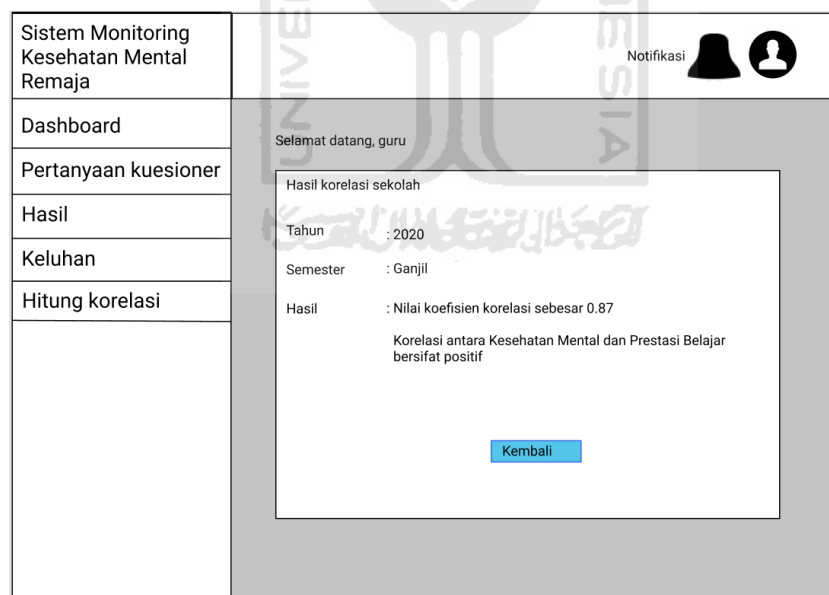 Sistem Monitoring
Kesehatan Mental
Remaja
Notifikasi
Dashboard
Pertanyaan kuesioner
Hasil
Keluhan
Hitung korelasi
Selamat datang, guru
Hasil korelasi sekolah
Tahun : 2020
Semester : Ganjil
Hasil : Nilai koefisien korelasi sebesar 0.87
Korelasi antara Kesehatan Mental dan Prestasi Belajar
bersifat positif
Kembali